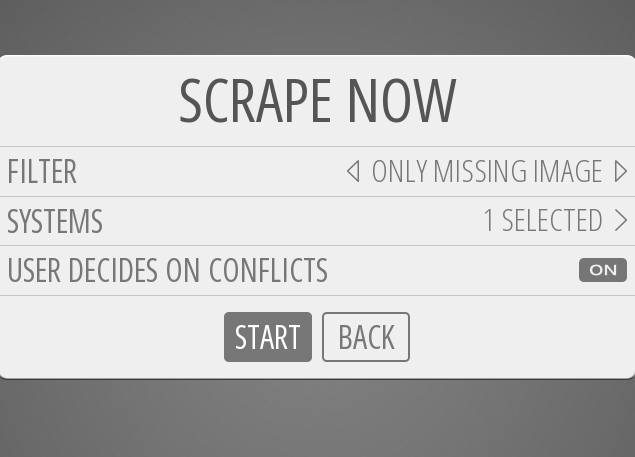 SCRAPE NOW
FILTER ONLY MISSING IMAGE
SYSTEMS 1 SELECTED
USER DECIDES ON CONFLICTS ON
START BACK